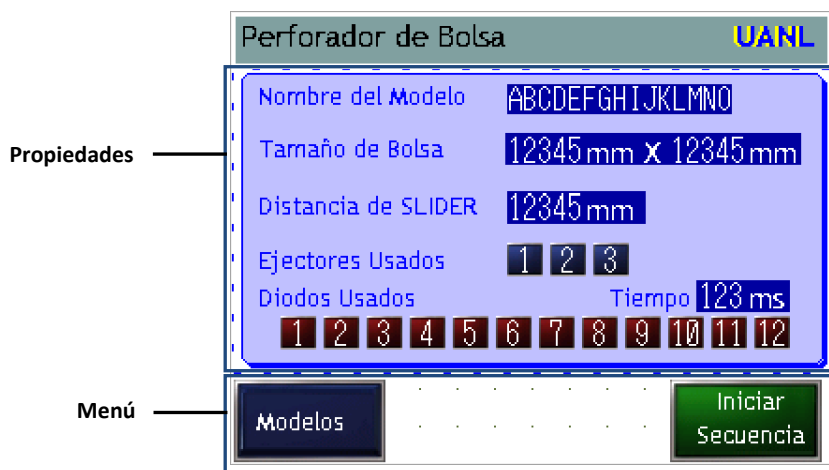 Perforador de Bolsa UANL
Propiedades
Nombre del Modelo ABCDEFGHIJKLMNO
Tamaño de Bolsa 12345 mm X 12345 mm
Distancia de SLIDER 12345 mm
Ejectores Usados 1 2 3
Diodos Usados Tiempo 123 ms
1 2 3 4 5 6 7 8 9 10 11 12
Menú
Modelos
Iniciar
Secuencia